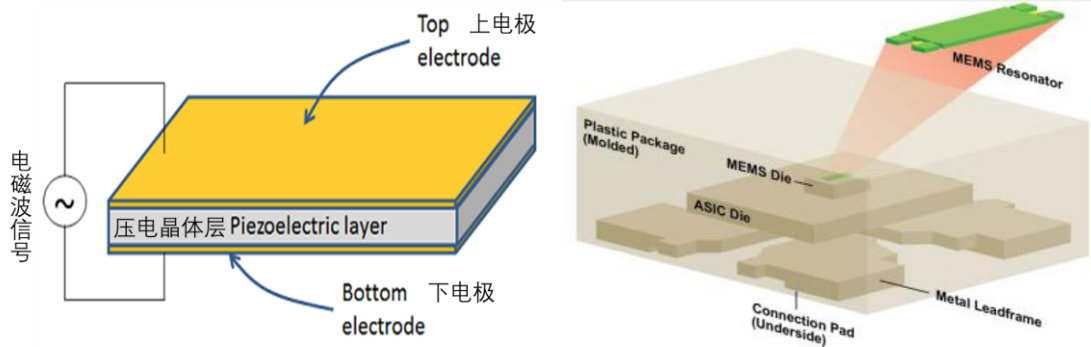 Top 上电极
electrode
电磁波信号
~
压电晶体层 Piezoelectric layer
Bottom 下电极
electrode
MEMS Resonator
Plastic Package
(Molded)
MEMS Die
ASIC Die
Metal Leadframe
Connection Pad
(Underside)